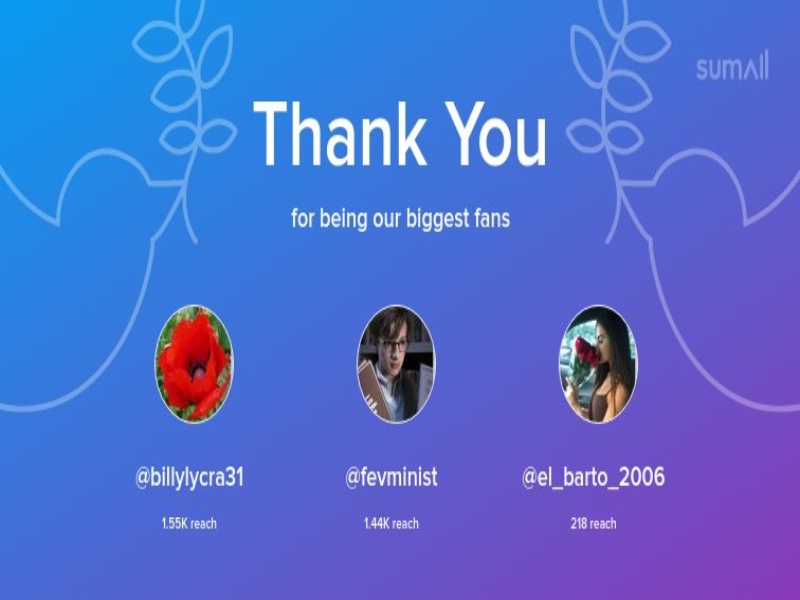 sumall
Thank You
for being our biggest fans
@billylycra31
@fevminist
@el_barto_2006
1.55K reach
1.44K reach
218 reach